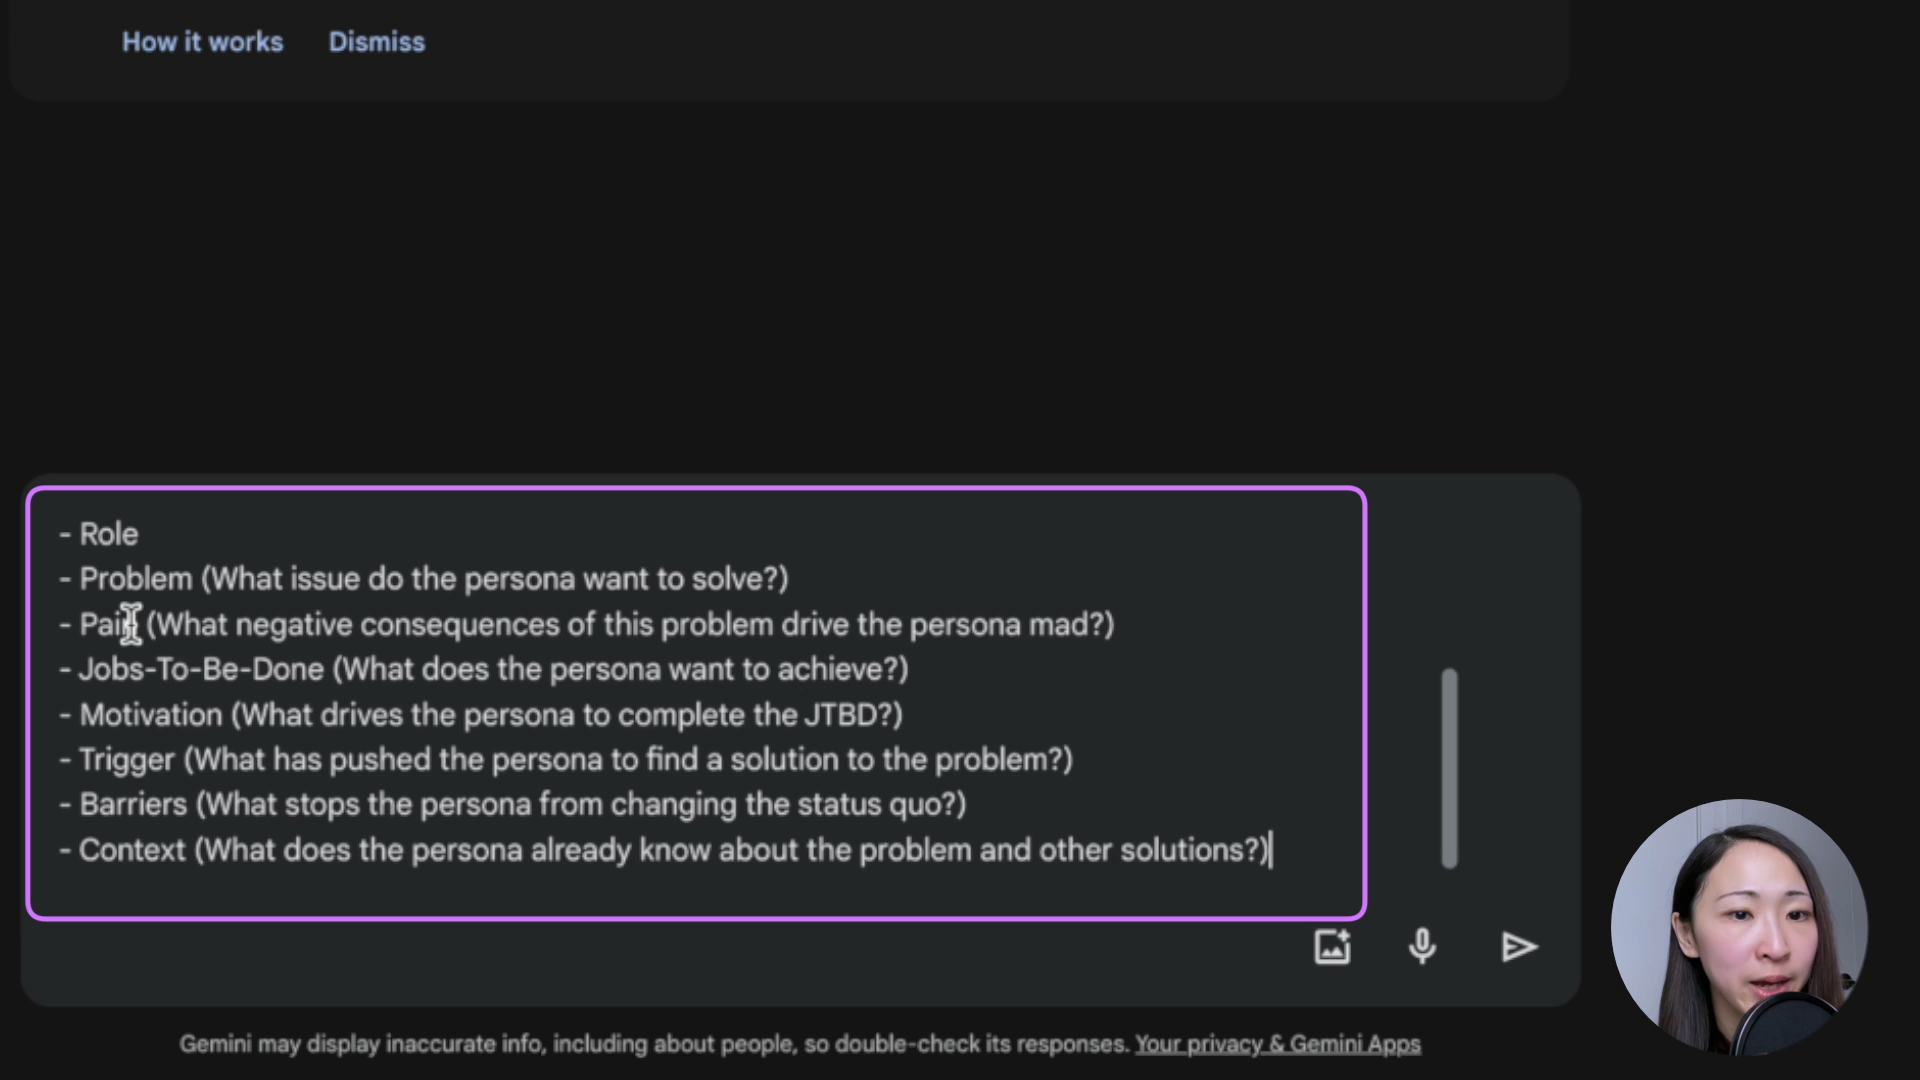 How it works Dismiss
- Role
- Problem (What issue do the persona want to solve?)
- Pain (What negative consequences of this problem drive the persona mad?)
- Jobs-To-Be-Done (What does the persona want to achieve?)
- Motivation (What drives the persona to complete the JTBD?)
- Trigger (What has pushed the persona to find a solution to the problem?)
- Barriers (What stops the persona from changing the status quo?)
- Context (What does the persona already know about the problem and other solutions?)
Gemini may display inaccurate info, including about people, so double-check its responses. Your privacy & Gemini Apps